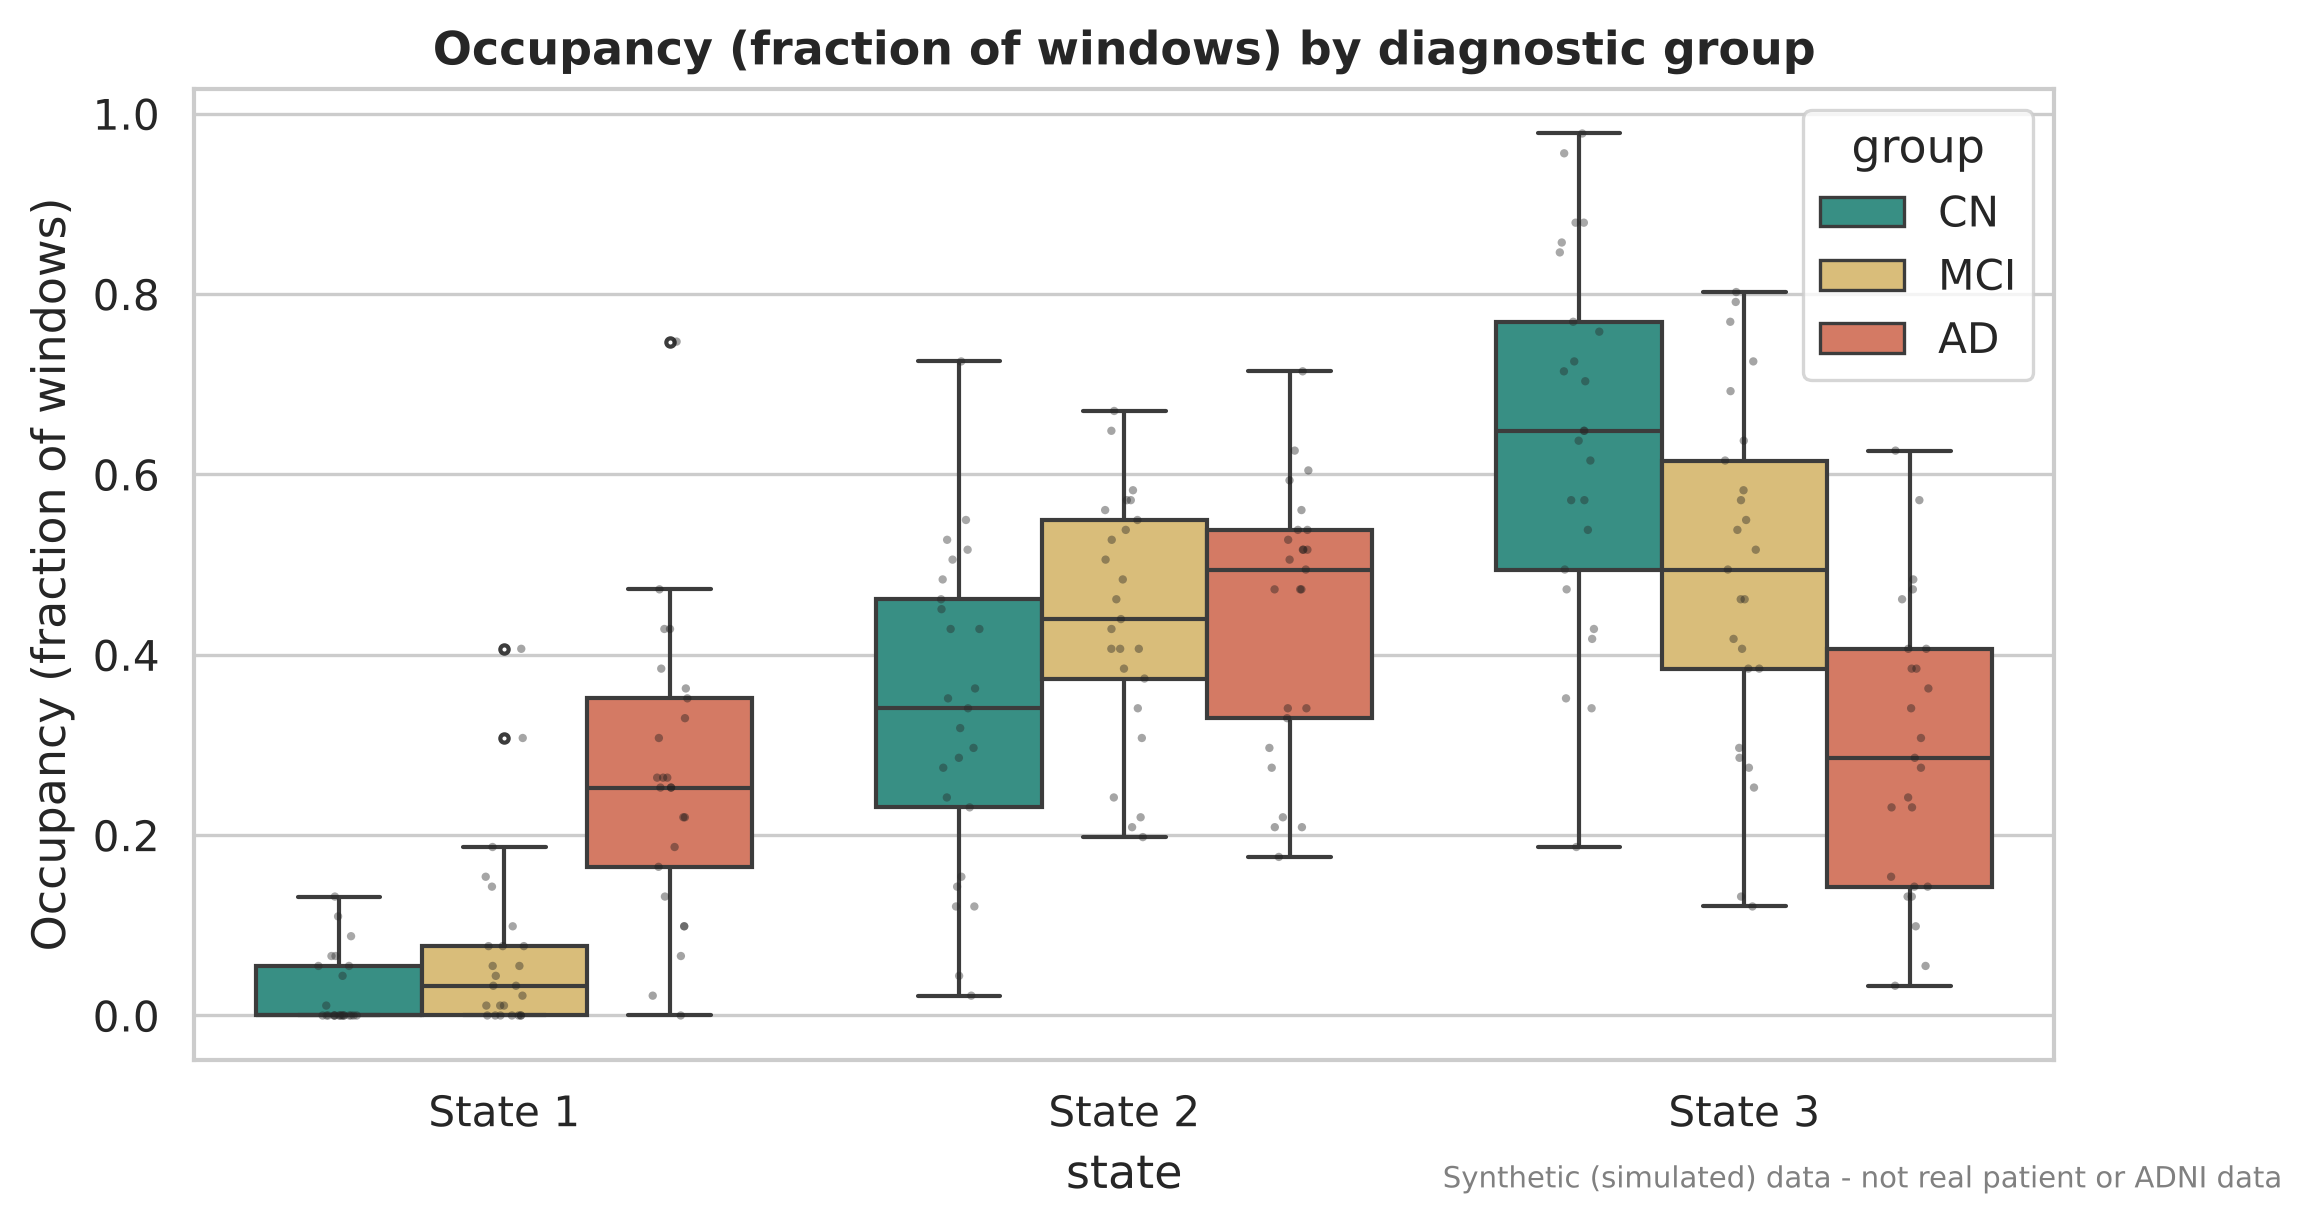 Occupancy (fraction of windows) by diagnostic group
Occupancy (fraction of windows)
1.0
0.8
0.6
0.4
0.2
0.0
group
CN
MCI
AD
State 1
State 2
State 3
state
Synthetic (simulated) data - not real patient or ADNI data